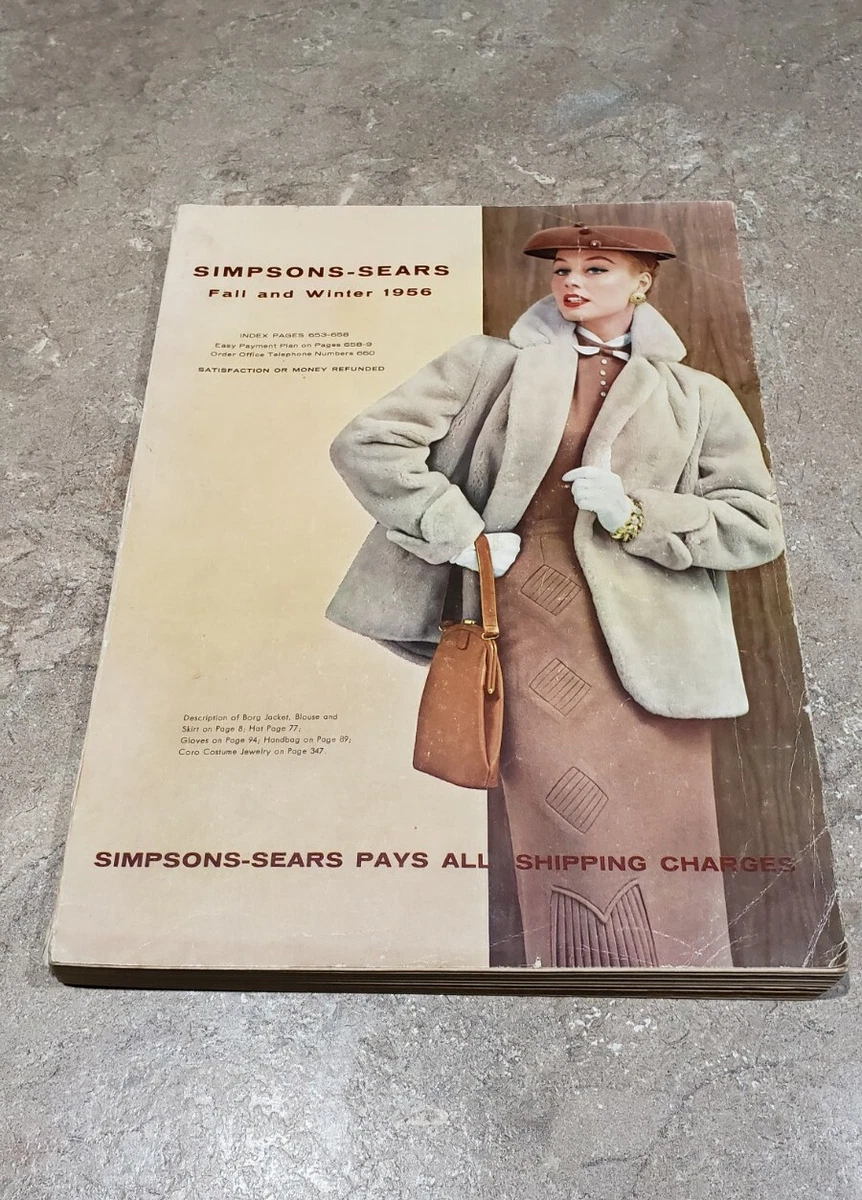 SIMPSONS-SEARS
Fall and Winter 1956
INDEX PAGES 653-658
Easy Payment Plan on Pages 658-9
Order Office Telephone Numbers 660
SATISFACTION OR MONEY REFUNDED
Description of Borg Jacket, Blouse and
Skirt on Page 8; Hat Page 77;
Gloves on Page 94; Handbag on Page 89;
Coro Costume Jewelry on Page 347.
SIMPSONS-SEARS PAYS ALL SHIPPING CHARGES